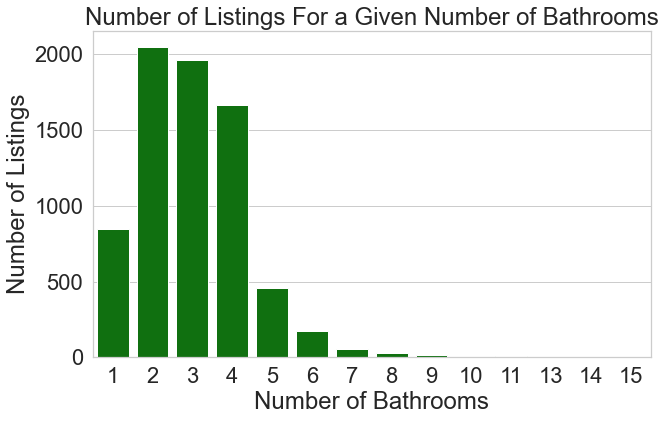 Number of Listings For a Given Number of Bathrooms
2000
1500
1000
500
0
Number of Listings
1 2 3 4 5 6 7 8 9 10 11 13 14 15
Number of Bathrooms